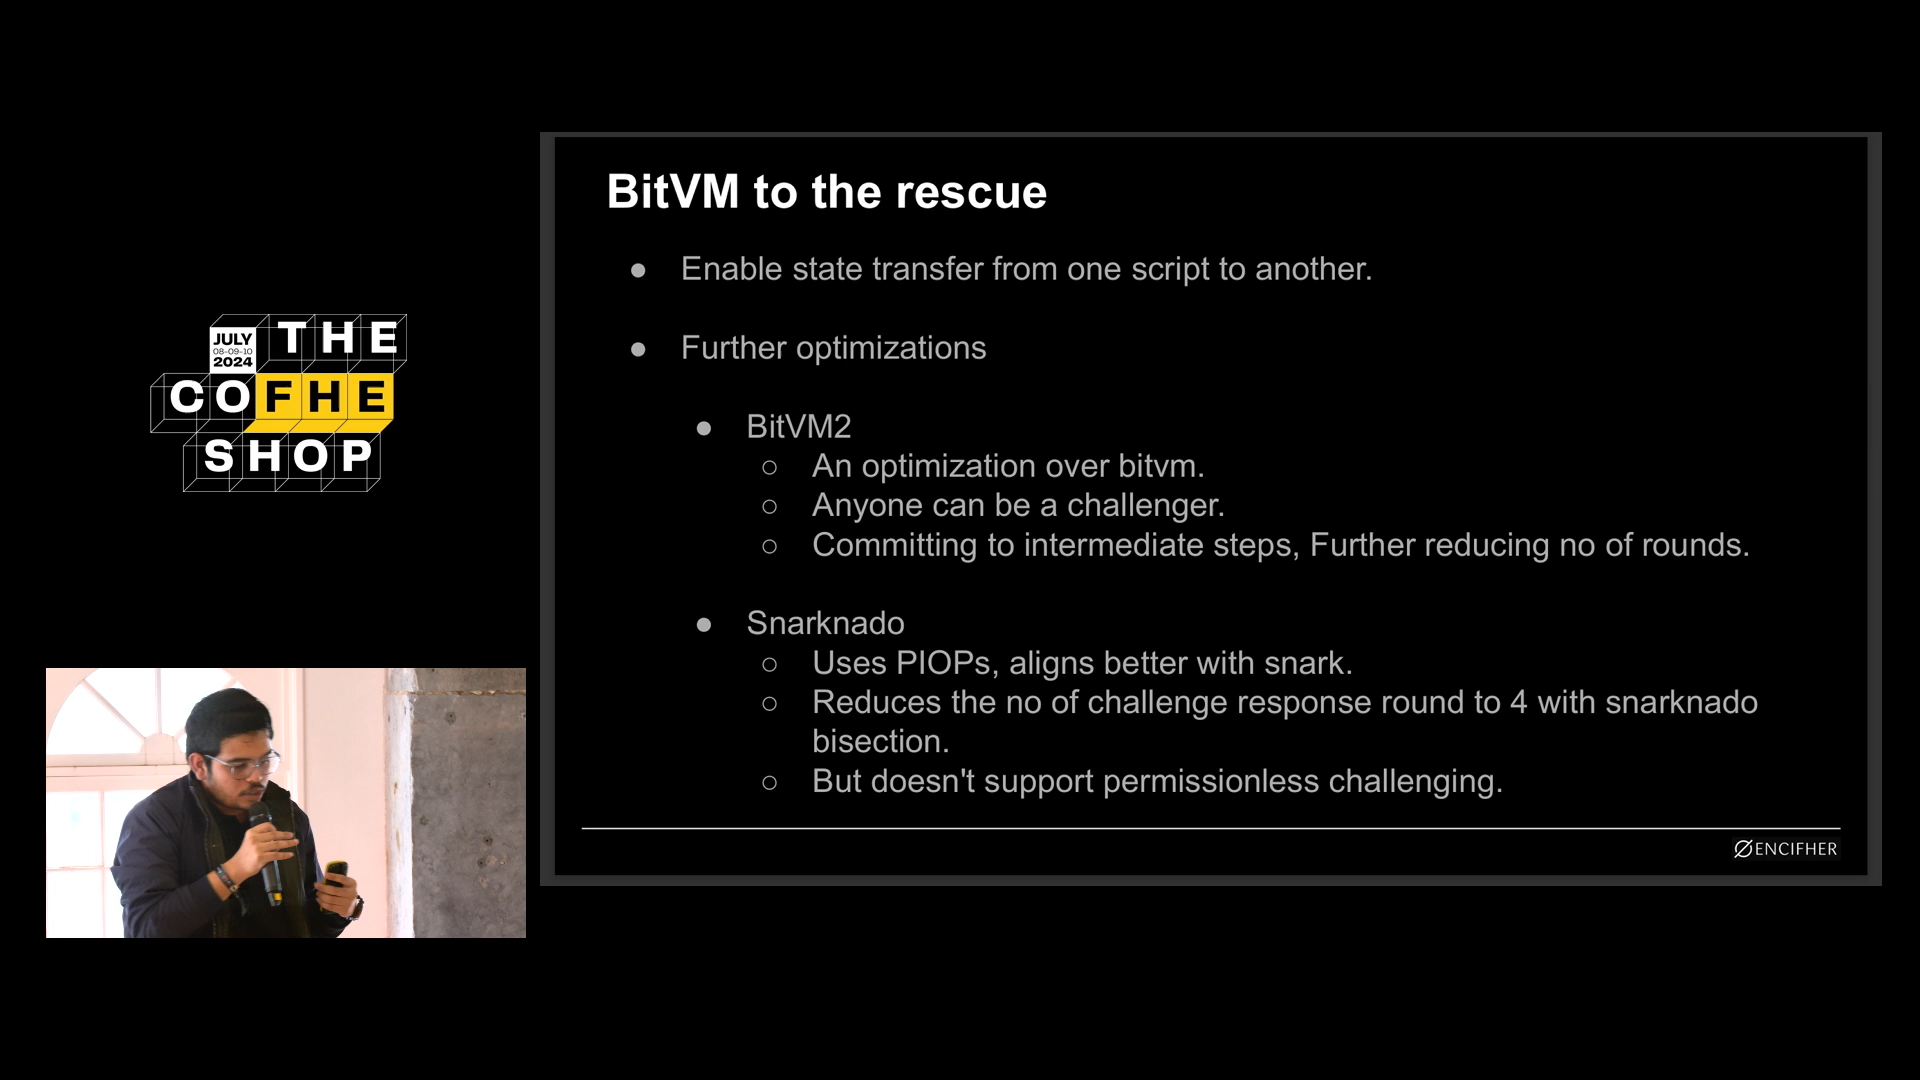 JULY
08-09-10
2024
THE
COFHE
SHOP
BitVM to the rescue
● Enable state transfer from one script to another.
● Further optimizations
● BitVM2
○ An optimization over bitvm.
○ Anyone can be a challenger.
○ Committing to intermediate steps, Further reducing no of rounds.
● Snarknado
○ Uses PIOPs, aligns better with snark.
○ Reduces the no of challenge response round to 4 with snarknado
bisection.
○ But doesn't support permissionless challenging.
ENCIFHER